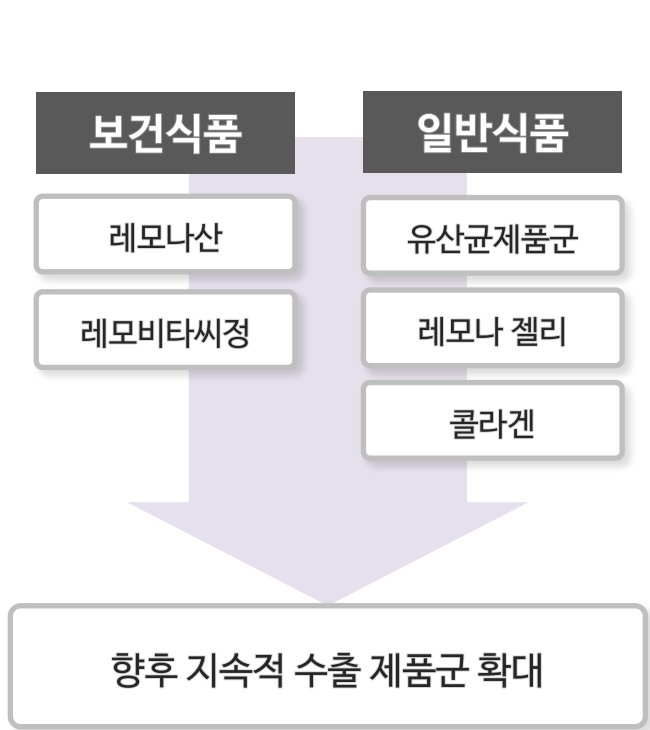 보건식품
레모나산
레모비타씨정
일반식품
유산균제품군
레모나 젤리
콜라겐
향후 지속적 수출 제품군 확대